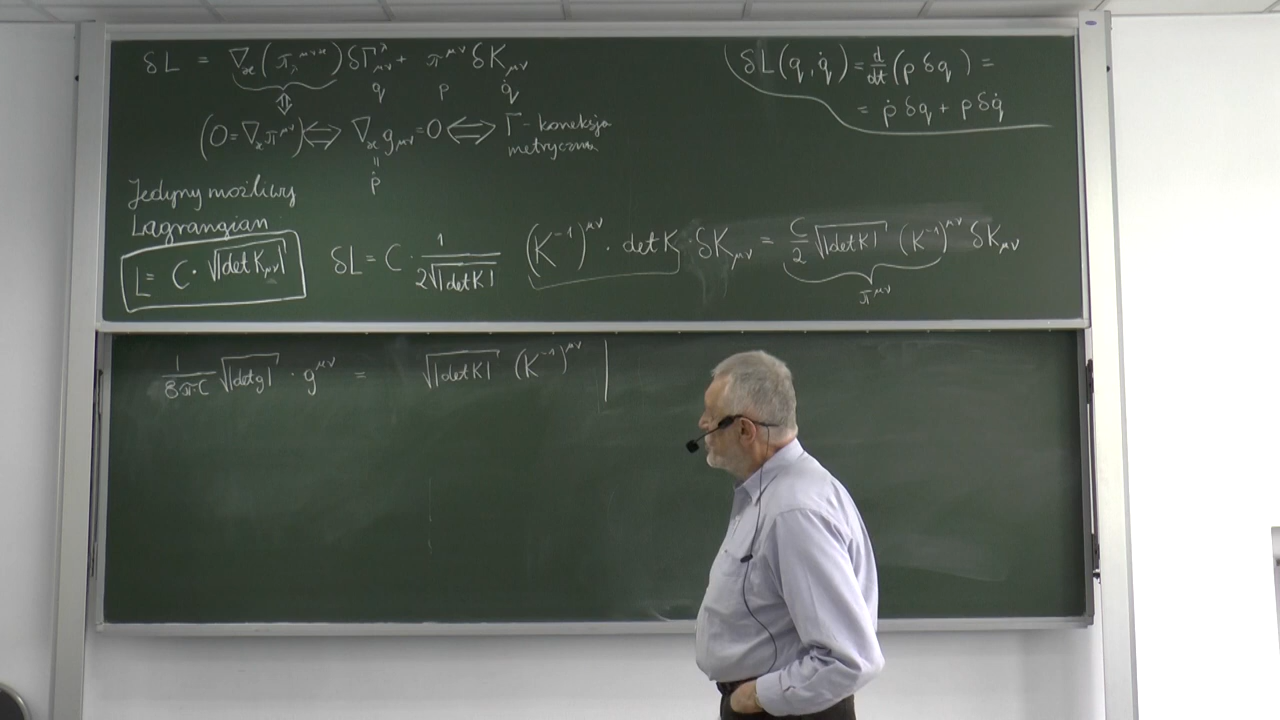 δL = ∇_ϰ(π_λ^{μνϰ}) δΓ^λ_{μν} + π^{μν} δK_{μν}
q p q̇
(0 = ∇_ϰ π^{μν}) ⟺ ∇_ϰ g_{μν} = 0 ⟺ Γ - koneksja metryczna
ṗ
δL(q, q̇) = d/dt (p δq) =
= ṗ δq + p δq̇
Jedyny możliwy
Lagrangian
L = C · √|det K_{μν}|
δL = C · 1/(2√|det K|) (K^{-1})^{μν} · det K · δK_{μν} = C/2 √|det K| (K^{-1})^{μν} δK_{μν}
π^{μν}
1/(8π·C) √|det g| · g^{μν} = √|det K| (K^{-1})^{μν} |